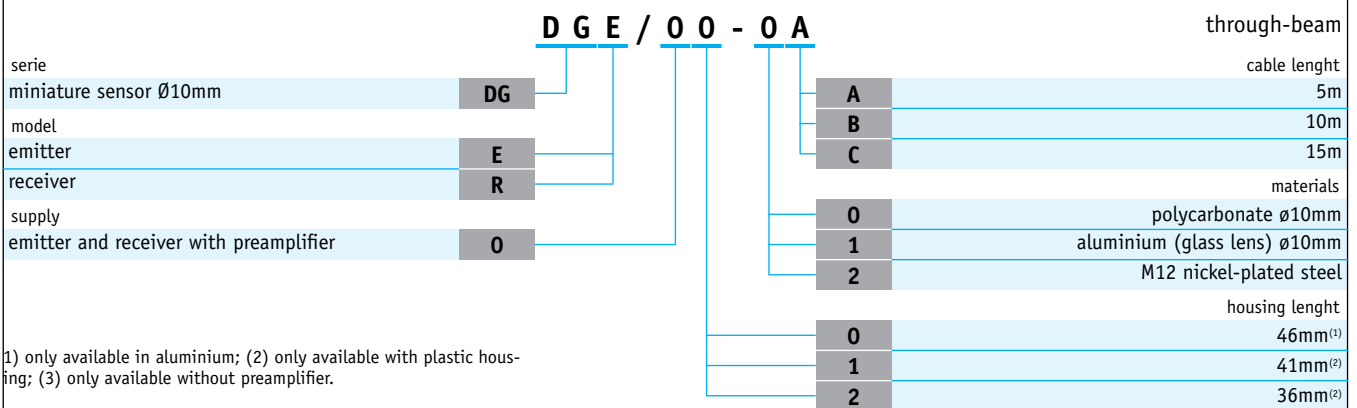 D G E / 0 0 - 0 A
through-beam
serie
miniature sensor Ø10mm DG
model
emitter E
receiver R
supply
emitter and receiver with preamplifier 0
cable lenght
A 5m
B 10m
C 15m
materials
0 polycarbonate ø10mm
1 aluminium (glass lens) ø10mm
2 M12 nickel-plated steel
housing lenght
0 46mm(1)
1 41mm(2)
2 36mm(2)
1) only available in aluminium; (2) only available with plastic hous-
ing; (3) only available without preamplifier.